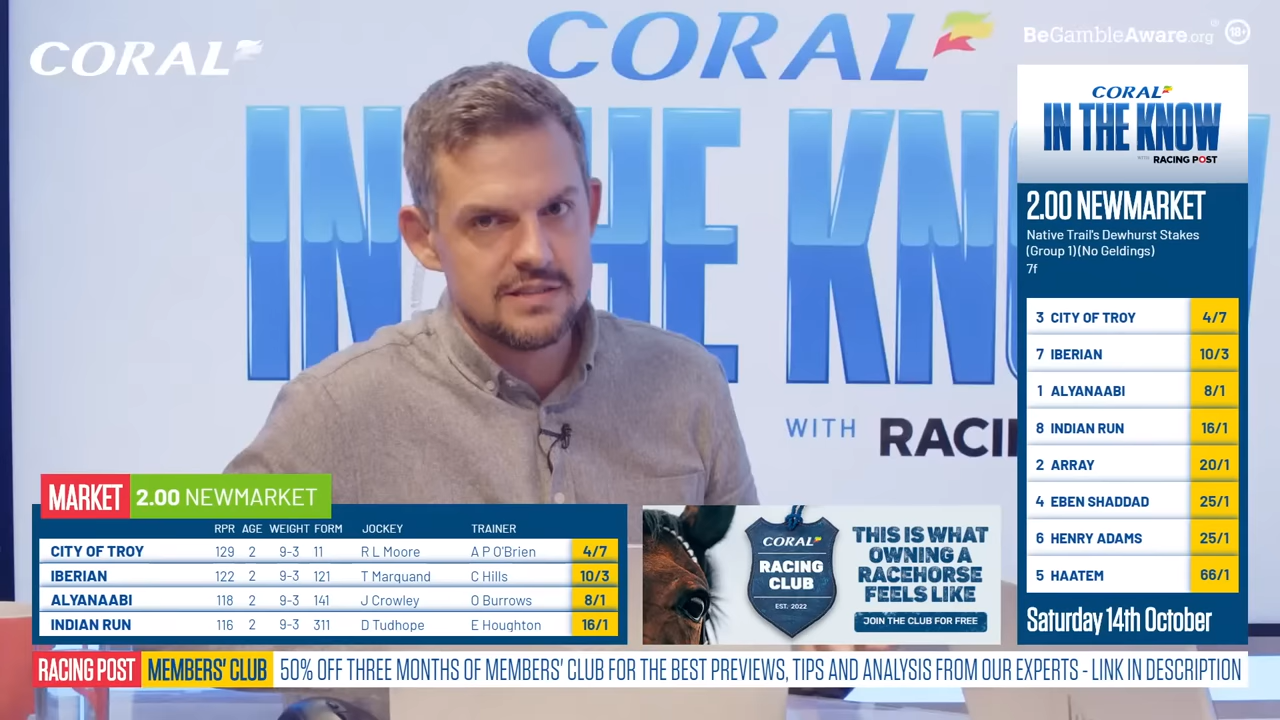 CORAL
CORAL
BeGambleAware.org® 18+
IN THE KNOW
WITH RACI
CORAL
IN THE KNOW
WITH RACING POST
2.00 NEWMARKET
Native Trail's Dewhurst Stakes
(Group 1)(No Geldings)
7f
3 CITY OF TROY 4/7
7 IBERIAN 10/3
1 ALYANAABI 8/1
8 INDIAN RUN 16/1
2 ARRAY 20/1
4 EBEN SHADDAD 25/1
6 HENRY ADAMS 25/1
5 HAATEM 66/1
Saturday 14th October
MARKET 2.00 NEWMARKET
RPR AGE WEIGHT FORM JOCKEY TRAINER
CITY OF TROY 129 2 9-3 11 R L Moore A P O'Brien 4/7
IBERIAN 122 2 9-3 121 T Marquand C Hills 10/3
ALYANAABI 118 2 9-3 141 J Crowley O Burrows 8/1
INDIAN RUN 116 2 9-3 311 D Tudhope E Houghton 16/1
CORAL
RACING
CLUB
EST. 2022
THIS IS WHAT
OWNING A
RACEHORSE
FEELS LIKE
JOIN THE CLUB FOR FREE
RACING POST MEMBERS' CLUB 50% OFF THREE MONTHS OF MEMBERS' CLUB FOR THE BEST PREVIEWS, TIPS AND ANALYSIS FROM OUR EXPERTS - LINK IN DESCRIPTION